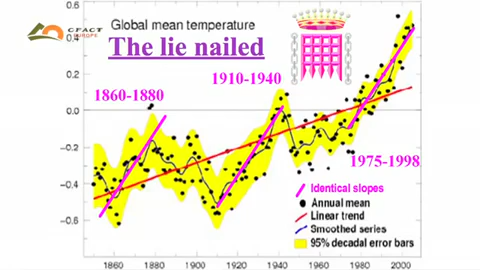 CFACT
EUROPE
Global mean temperature
The lie nailed
1910-1940
1860-1880
1975-1998
Identical slopes
Annual mean
Linear trend
Smoothed series
95% decadal error bars
0.6
0.4
0.2
0.0
−0.2
−0.4
−0.6
1860 1880 1900 1920 1940 1960 1980 2000